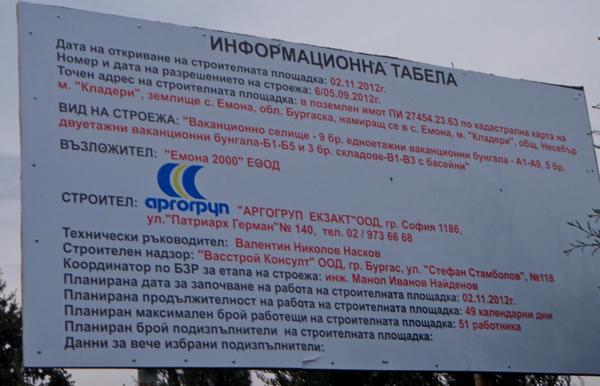 ИНФОРМАЦИОННА ТАБЕЛА
Дата на откриване на строителната площадка: 02.11.2012г.
Номер и дата на разрешението на строежа: 6/05.09.2012г.
Точен адрес на строителната площадка: в поземлен имот ПИ 27454.23.63 по кадастрална карта на
м. "Кладери", землище с. Емона, обл. Бургаска, намиращ се в с. Емона, м. "Кладери", общ. Несебър
ВИД НА СТРОЕЖА: "Ваканционно селище - 9 бр. едноетажни ваканционни бунгала - А1-А9, 5 бр.
двуетажни ваканционни бунгала-Б1-Б5 и 3 бр. складове-В1-В3 с басейни"
ВЪЗЛОЖИТЕЛ: "Емона 2000" ЕООД
СТРОИТЕЛ: аргогруп "АРГОГРУП ЕКЗАКТ"ООД, гр. София 1186,
ул."Патриарх Герман"№ 140, тел. 02 / 973 66 68
Технически ръководител: Валентин Николов Насков
Строителен надзор: "Васстрой Консулт" ООД, гр. Бургас, ул. "Стефан Стамболов", №118
Координатор по БЗР за етапа на строежа: инж. Манол Иванов Найденов
Планирана дата за започване на работа на строителната площадка: 02.11.2012г.
Планирана продължителност на работа на строителната площадка: 49 календарни дни
Планиран максимален брой работещи на строителната площадка: 51 работника
Планиран брой подизпълнители на строителната площадка:
Данни за вече избрани подизпълнители: